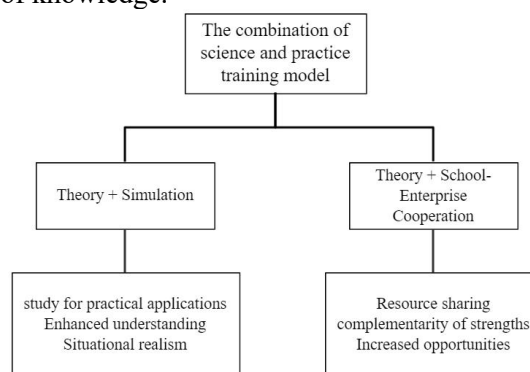 of knowledge.
The combination of
science and practice
training model
Theory + Simulation
Theory + School-
Enterprise
Cooperation
study for practical applications
Enhanced understanding
Situational realism
Resource sharing
complementarity of strengths
Increased opportunities